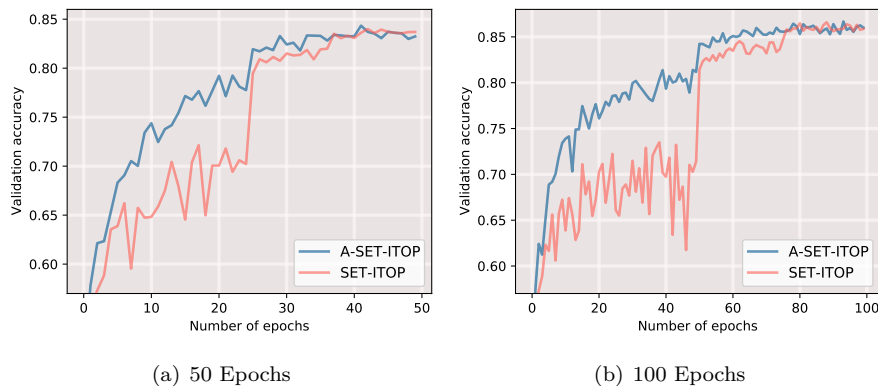 0.85
0.80
0.75
0.70
0.65
0.60
Validation accuracy
A-SET-ITOP
SET-ITOP
0 10 20 30 40 50
Number of epochs
(a) 50 Epochs
0.85
0.80
0.75
0.70
0.65
0.60
Validation accuracy
A-SET-ITOP
SET-ITOP
0 20 40 60 80 100
Number of epochs
(b) 100 Epochs